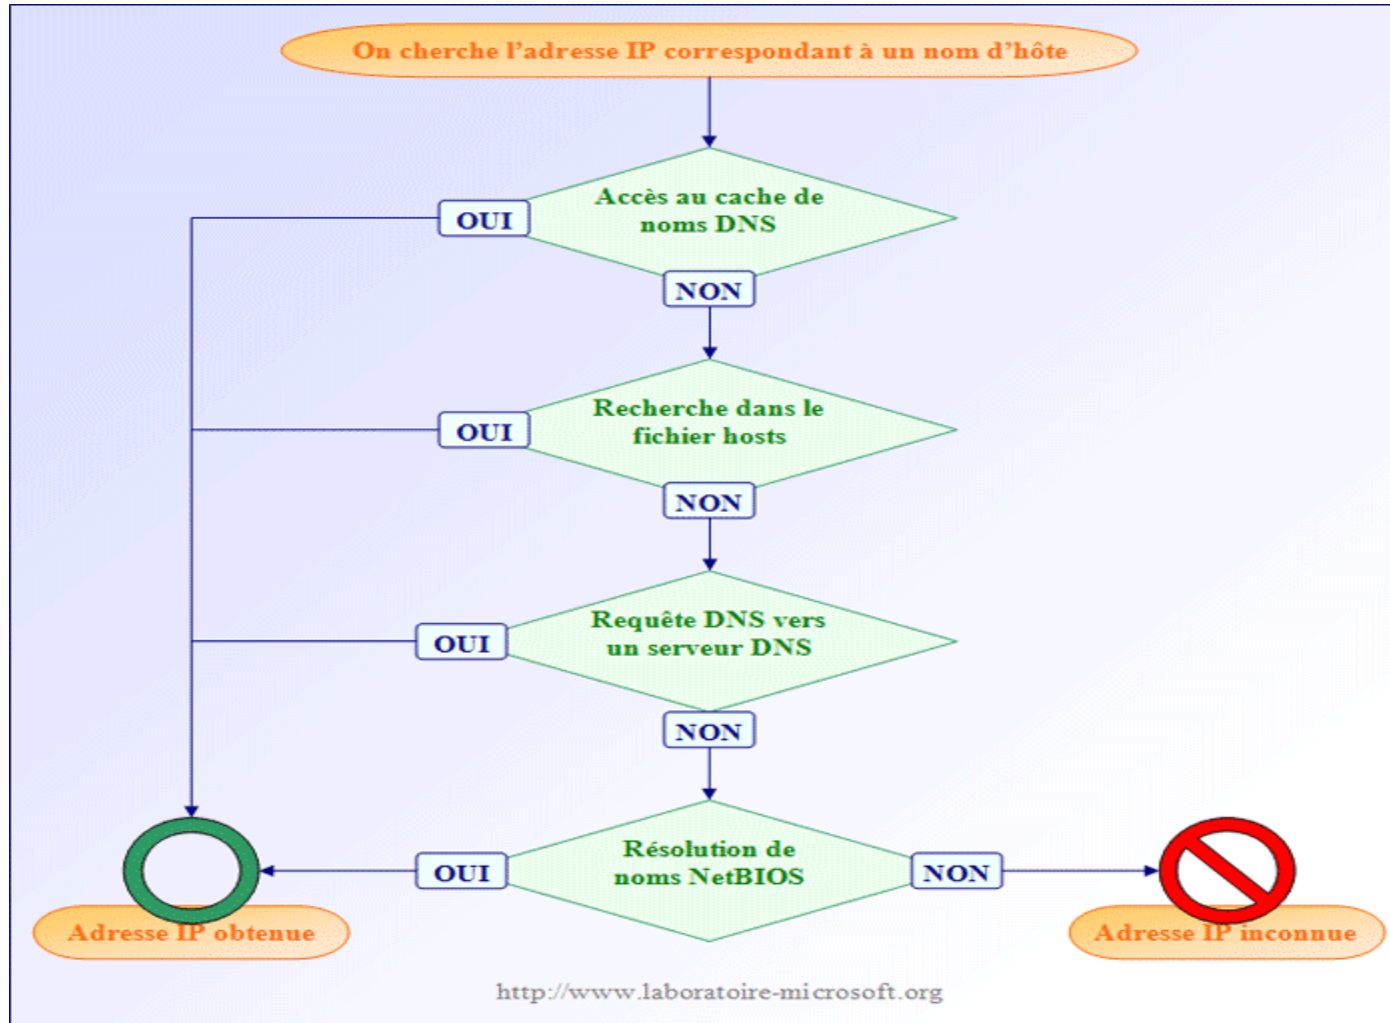 On cherche l’adresse IP correspondant à un nom d’hôte
Accès au cache de
noms DNS
OUI
NON
Recherche dans le
fichier hosts
OUI
NON
Requête DNS vers
un serveur DNS
OUI
NON
Résolution de
noms NetBIOS
OUI
NON
Adresse IP obtenue
Adresse IP inconnue
http://www.laboratoire-microsoft.org